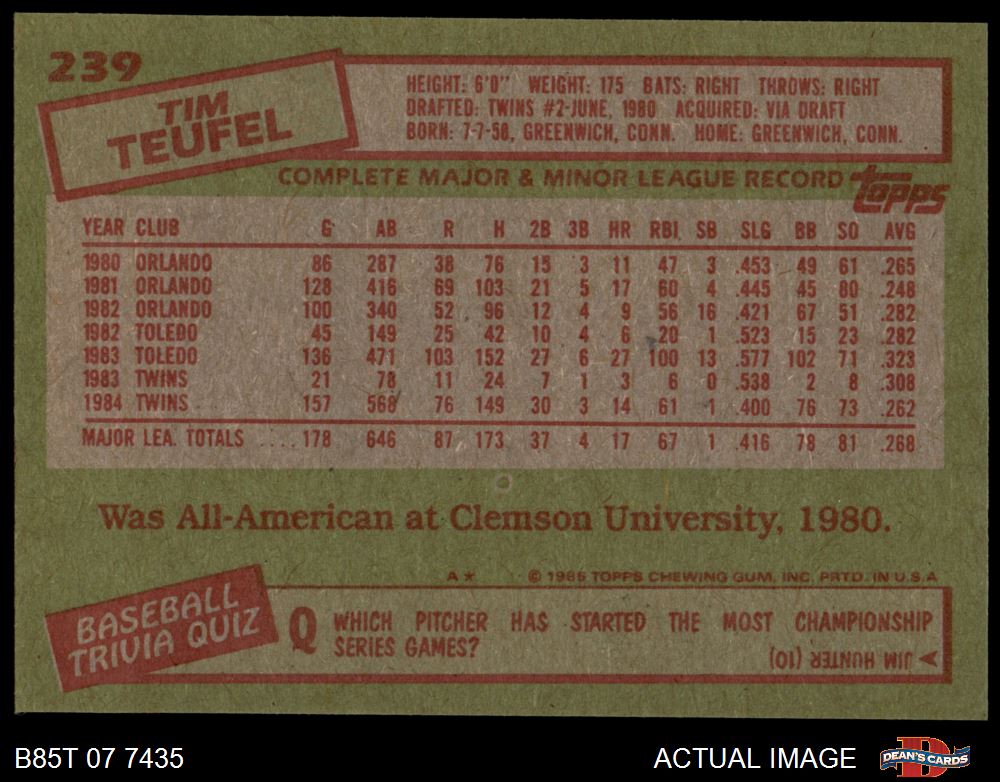 239
TIM
TEUFEL
HEIGHT: 6'0" WEIGHT: 175 BATS: RIGHT THROWS: RIGHT
DRAFTED: TWINS #2-JUNE, 1980 ACQUIRED: VIA DRAFT
BORN: 7-7-58, GREENWICH, CONN. HOME: GREENWICH, CONN.
COMPLETE MAJOR & MINOR LEAGUE RECORD topps
YEAR CLUB G AB R H 2B 3B HR RBI SB SLG BB SO AVG
1980 ORLANDO 86 287 38 76 15 3 11 47 3 .453 49 61 .265
1981 ORLANDO 128 416 69 103 21 5 17 60 4 .445 45 80 .248
1982 ORLANDO 100 340 52 96 12 4 9 56 16 .421 67 51 .282
1982 TOLEDO 45 149 25 42 10 4 6 20 1 .523 15 23 .282
1983 TOLEDO 136 471 103 152 27 6 27 100 13 .577 102 71 .323
1983 TWINS 21 78 11 24 7 1 3 6 0 .538 2 8 .308
1984 TWINS 157 568 76 149 30 3 14 61 1 .400 76 73 .262
MAJOR LEA. TOTALS .... 178 646 87 173 37 4 17 67 1 .416 78 81 .268
Was All-American at Clemson University, 1980.
A* © 1985 TOPPS CHEWING GUM, INC. PRTD. IN U.S.A.
BASEBALL
TRIVIA QUIZ
Q WHICH PITCHER HAS STARTED THE MOST CHAMPIONSHIP
SERIES GAMES?
JIM HUNTER (10)
B85T 07 7435 ACTUAL IMAGE DEAN'S CARDS